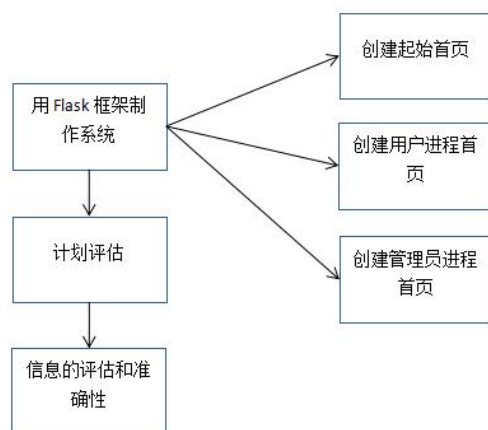 创建起始首页
用 Flask 框架制
作系统
创建用户进程首
页
计划评估
创建管理员进程
首页
信息的评估和准
确性